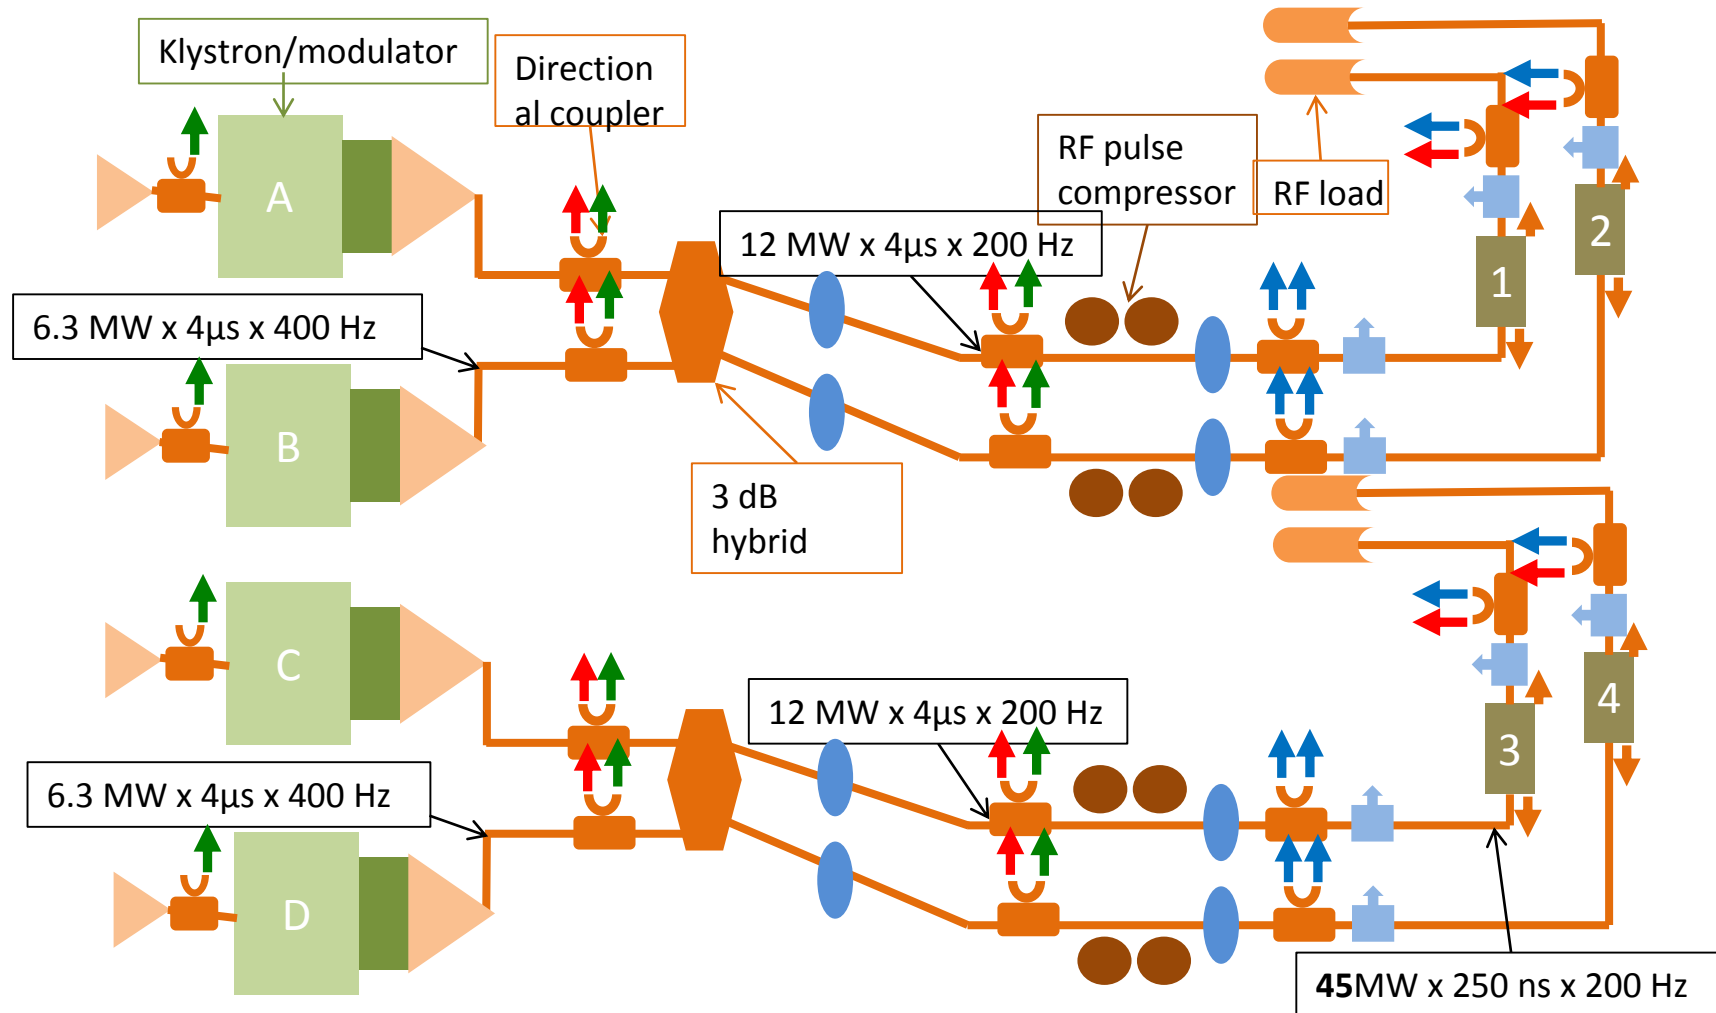 Klystron/modulator
Direction
al coupler
RF pulse
compressor
RF load
A
12 MW x 4µs x 200 Hz
2
1
6.3 MW x 4µs x 400 Hz
B
3 dB
hybrid
C
12 MW x 4µs x 200 Hz
4
3
6.3 MW x 4µs x 400 Hz
D
45MW x 250 ns x 200 Hz